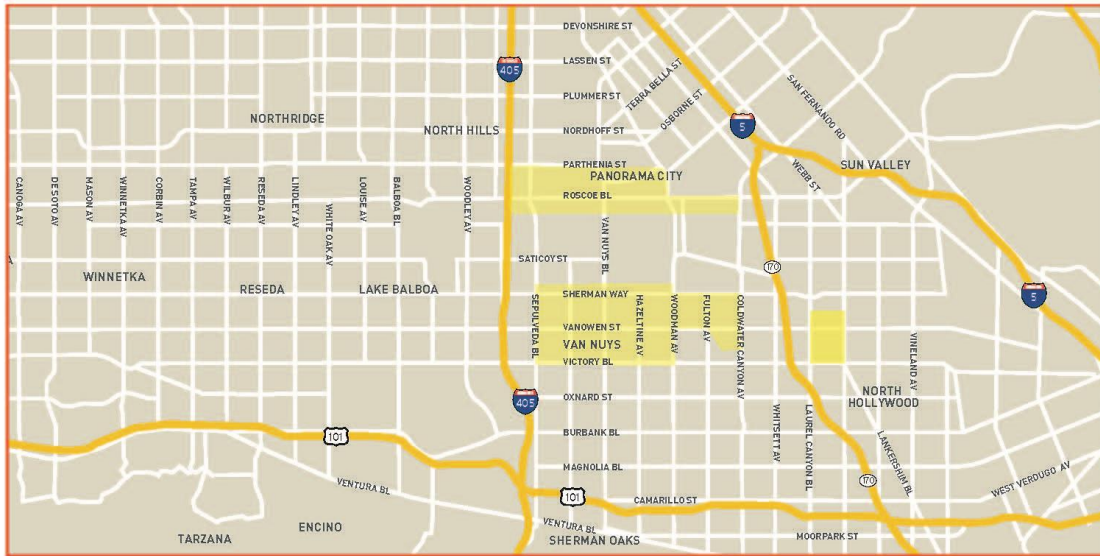 DEVONSHIRE ST
LASSEN ST
405
PLUMMER ST
TERRA BELLA ST
OSBORNE ST
SAN FERNANDO RD
NORTHRIDGE
NORTH HILLS
NORDHOFF ST
5
PARTHENIA ST
PANORAMA CITY
WEBB ST
SUN VALLEY
ROSCOE BL
CANOGA AV
DE SOTO AV
MASON AV
WINNETKA AV
CORBIN AV
TAMPA AV
WILBUR AV
RESEDA AV
LINDLEY AV
WHITE OAK AV
LOUISE AV
BALBOA BL
WOODLEY AV
VAN NUYS BL
SATICOY ST
170
A
WINNETKA
RESEDA
LAKE BALBOA
SHERMAN WAY
5
SEPULVEDA BL
VANOWEN ST
VAN NUYS
HAZELTINE AV
WOODMAN AV
FULTON AV
COLDWATER CANYON AV
VINELAND AV
VICTORY BL
405
OXNARD ST
NORTH
HOLLYWOOD
WHITSETT AV
LAUREL CANYON BL
LANKERSHIM BL
101
BURBANK BL
MAGNOLIA BL
170
WEST VERDUGO AV
VENTURA BL
101
CAMARILLO ST
ENCINO
VENTURA BL
TARZANA
SHERMAN OAKS
MOORPARK ST